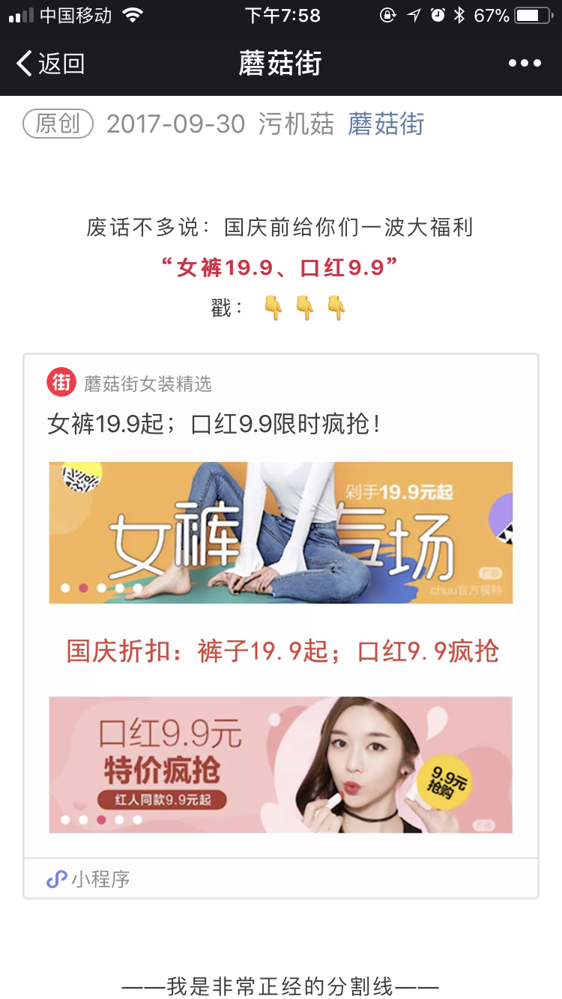 中国移动 下午7:58 67%
返回 蘑菇街
原创 2017-09-30 污机菇 蘑菇街
废话不多说：国庆前给你们一波大福利
“女裤19.9、口红9.9”
戳：👇👇👇
街 蘑菇街女装精选
女裤19.9起；口红9.9限时疯抢！
剁手19.9元起
女裤专场
广告
chuu官方模特
国庆折扣：裤子19.9起；口红9.9疯抢
口红9.9元
特价疯抢
红人同款9.9元起
9.9元
抢购
广告
小程序
——我是非常正经的分割线——